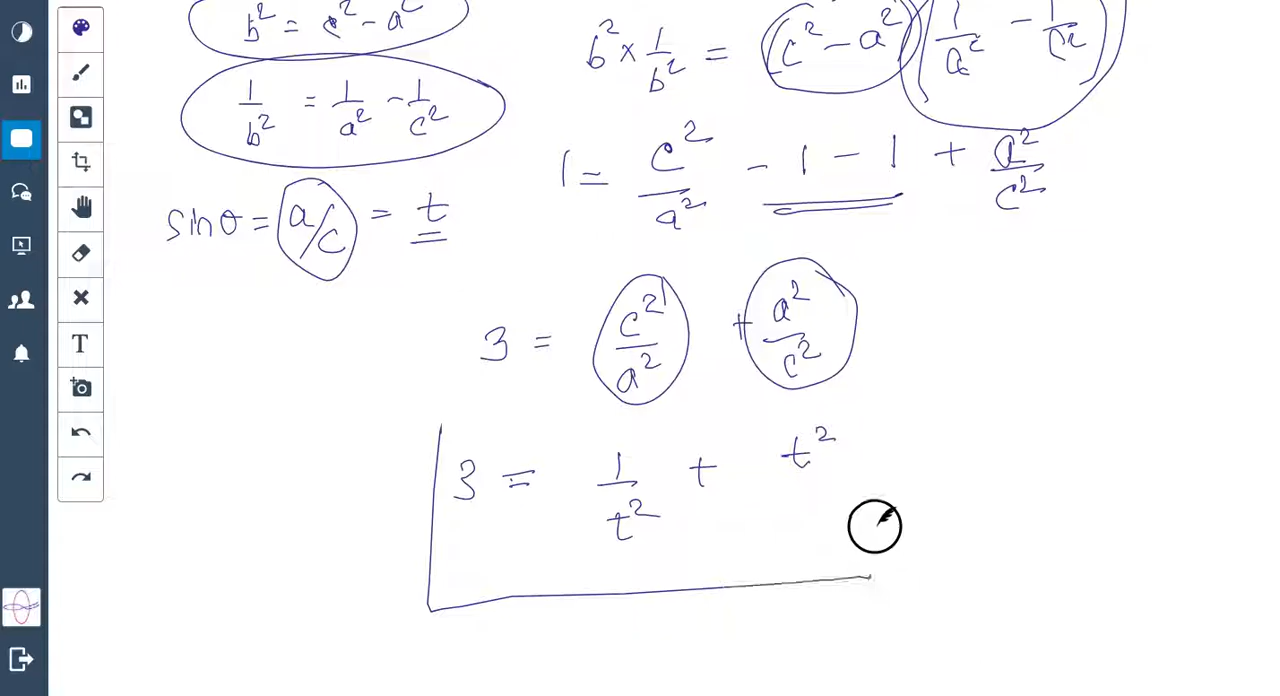 b² = c² - a²
1/b² = 1/a² - 1/c²
sinθ = a/c = t
b² × 1/b² = (c² - a²) (1/a² - 1/c²)
1 = c²/a² - 1 - 1 + a²/c²
3 = c²/a² + a²/c²
3 = 1/t² + t²
T